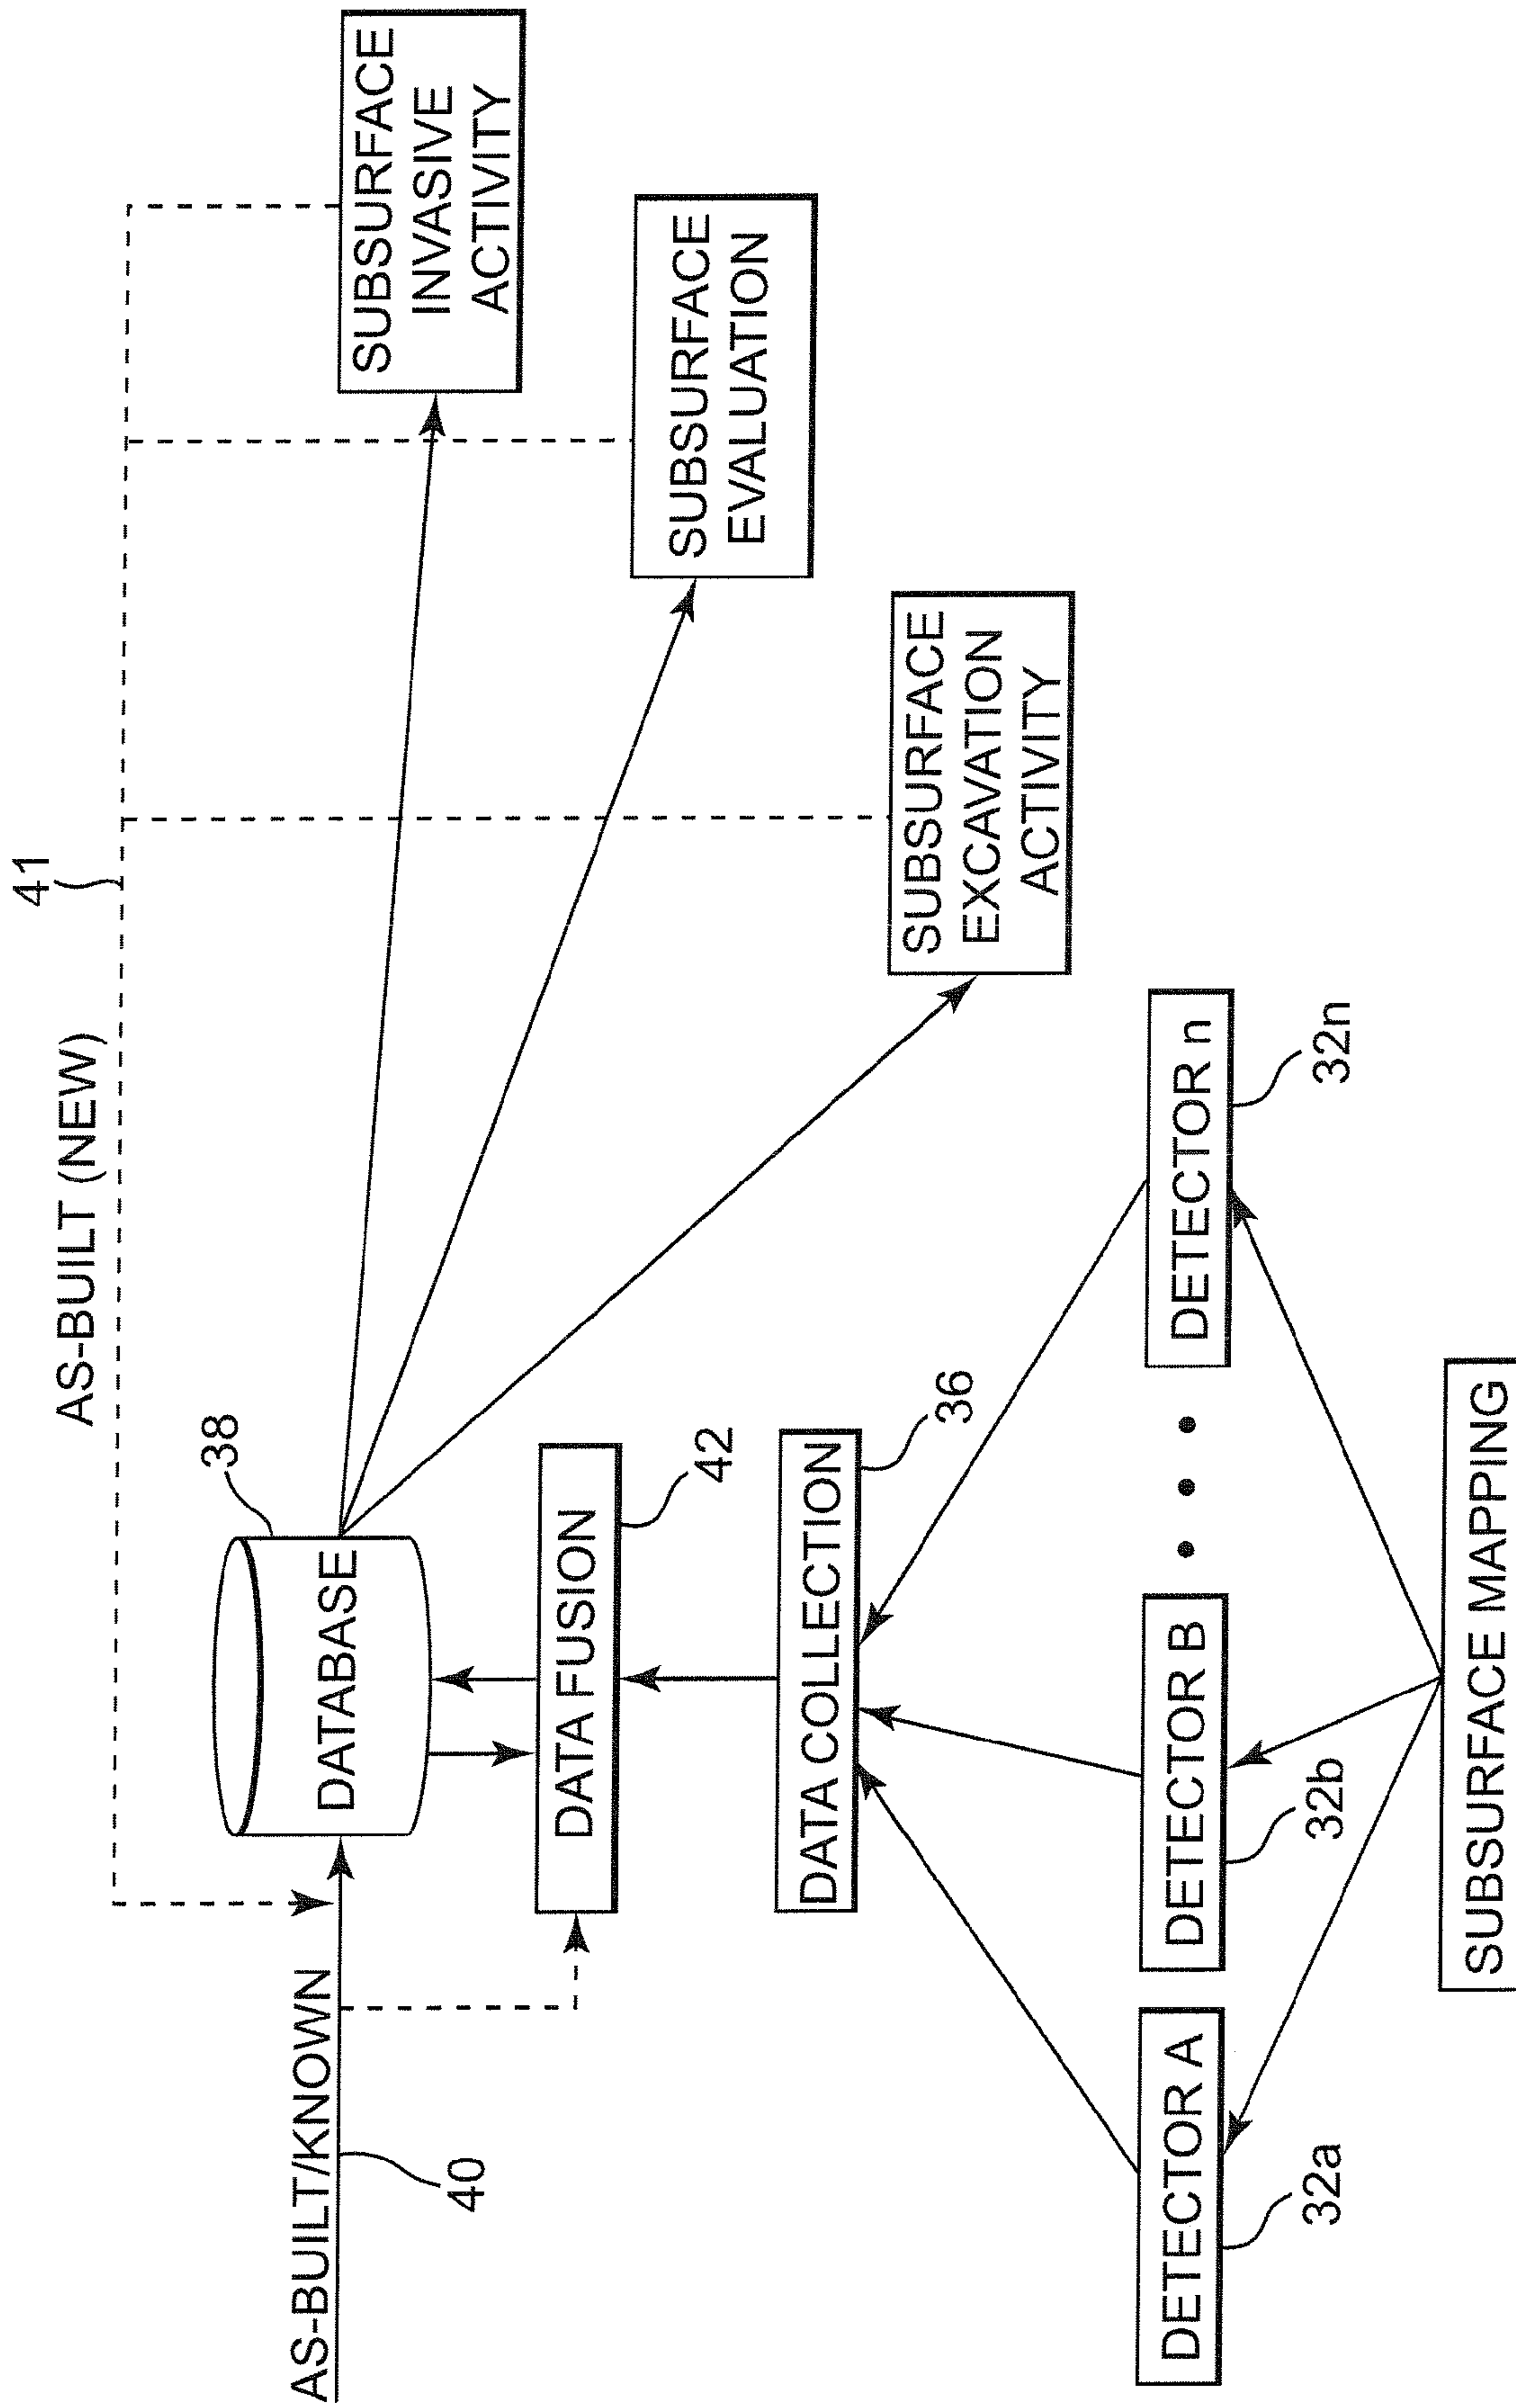 41
AS-BUILT (NEW)
38
AS-BUILT/KNOWN
40
DATABASE
SUBSURFACE
INVASIVE
ACTIVITY
DATA FUSION
42
SUBSURFACE
EVALUATION
DATA COLLECTION
36
SUBSURFACE
EXCAVATION
ACTIVITY
DETECTOR A
32a
DETECTOR B
32b
DETECTOR n
32n
SUBSURFACE MAPPING